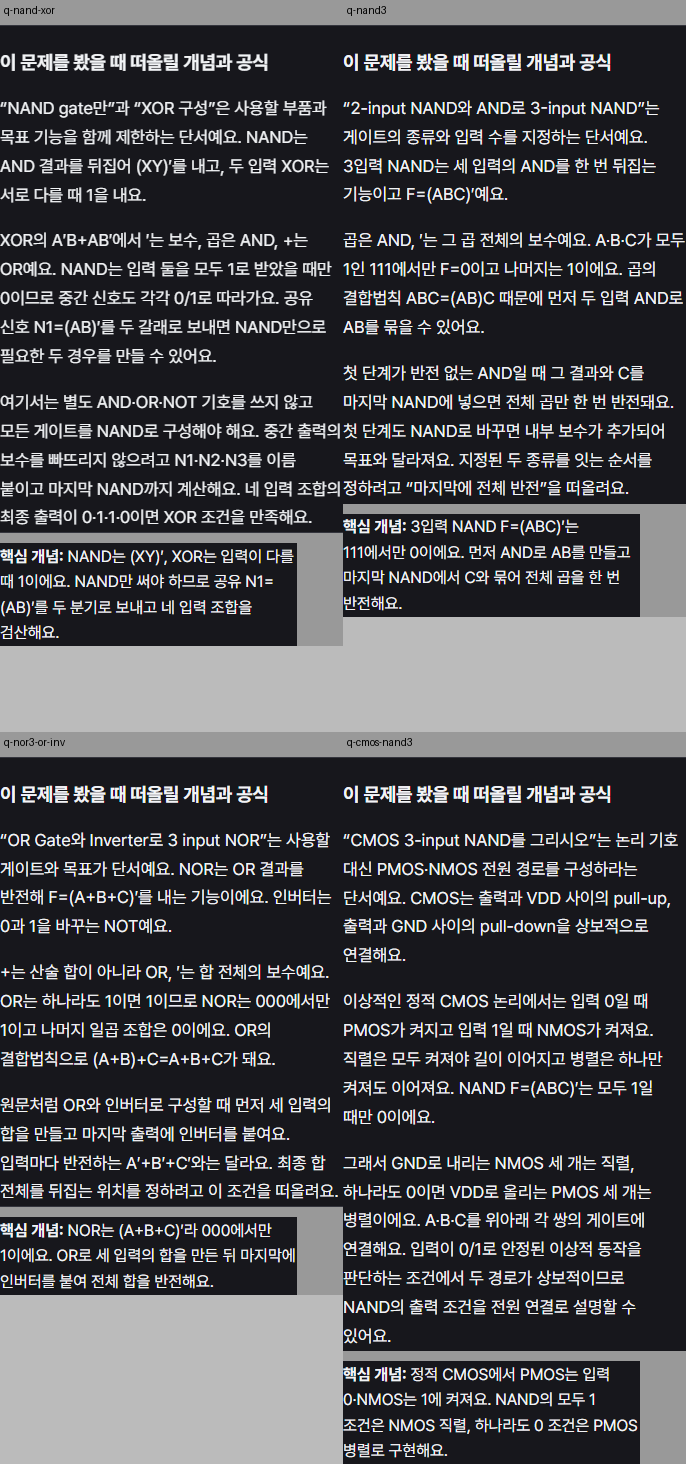 q-nand-xor
이 문제를 봤을 때 떠올릴 개념과 공식
“NAND gate만”과 “XOR 구성”은 사용할 부품과
목표 기능을 함께 제한하는 단서예요. NAND는
AND 결과를 뒤집어 (XY)′를 내고, 두 입력 XOR는
서로 다를 때 1을 내요.
XOR의 A′B+AB′에서 ′는 보수, 곱은 AND, +는
OR예요. NAND는 입력 둘을 모두 1로 받았을 때만
0이므로 중간 신호도 각각 0/1로 따라가요. 공유
신호 N1=(AB)′를 두 갈래로 보내면 NAND만으로
필요한 두 경우를 만들 수 있어요.
여기서는 별도 AND·OR·NOT 기호를 쓰지 않고
모든 게이트를 NAND로 구성해야 해요. 중간 출력의
보수를 빠뜨리지 않으려고 N1·N2·N3를 이름
붙이고 마지막 NAND까지 계산해요. 네 입력 조합의
최종 출력이 0·1·1·0이면 XOR 조건을 만족해요.
핵심 개념: NAND는 (XY)′, XOR는 입력이 다를
때 1이에요. NAND만 써야 하므로 공유 N1=
(AB)′를 두 분기로 보내고 네 입력 조합을
검산해요.
q-nand3
이 문제를 봤을 때 떠올릴 개념과 공식
“2-input NAND와 AND로 3-input NAND”는
게이트의 종류와 입력 수를 지정하는 단서예요.
3입력 NAND는 세 입력의 AND를 한 번 뒤집는
기능이고 F=(ABC)′예요.
곱은 AND, ′는 그 곱 전체의 보수예요. A·B·C가 모두
1인 111에서만 F=0이고 나머지는 1이에요. 곱의
결합법칙 ABC=(AB)C 때문에 먼저 두 입력 AND로
AB를 묶을 수 있어요.
첫 단계가 반전 없는 AND일 때 그 결과와 C를
마지막 NAND에 넣으면 전체 곱만 한 번 반전돼요.
첫 단계도 NAND로 바꾸면 내부 보수가 추가되어
목표와 달라져요. 지정된 두 종류를 잇는 순서를
정하려고 “마지막에 전체 반전”을 떠올려요.
핵심 개념: 3입력 NAND F=(ABC)′는
111에서만 0이에요. 먼저 AND로 AB를 만들고
마지막 NAND에서 C와 묶어 전체 곱을 한 번
반전해요.
q-nor3-or-inv
이 문제를 봤을 때 떠올릴 개념과 공식
“OR Gate와 Inverter로 3 input NOR”는 사용할
게이트와 목표가 단서예요. NOR는 OR 결과를
반전해 F=(A+B+C)′를 내는 기능이에요. 인버터는
0과 1을 바꾸는 NOT예요.
+는 산술 합이 아니라 OR, ′는 합 전체의 보수예요.
OR는 하나라도 1이면 1이므로 NOR는 000에서만
1이고 나머지 일곱 조합은 0이에요. OR의
결합법칙으로 (A+B)+C=A+B+C가 돼요.
원문처럼 OR와 인버터로 구성할 때 먼저 세 입력의
합을 만들고 마지막 출력에 인버터를 붙여요.
입력마다 반전하는 A′+B′+C′와는 달라요. 최종 합
전체를 뒤집는 위치를 정하려고 이 조건을 떠올려요.
핵심 개념: NOR는 (A+B+C)′라 000에서만
1이에요. OR로 세 입력의 합을 만든 뒤 마지막에
인버터를 붙여 전체 합을 반전해요.
q-cmos-nand3
이 문제를 봤을 때 떠올릴 개념과 공식
“CMOS 3-input NAND를 그리시오”는 논리 기호
대신 PMOS·NMOS 전원 경로를 구성하라는
단서예요. CMOS는 출력과 VDD 사이의 pull-up,
출력과 GND 사이의 pull-down을 상보적으로
연결해요.
이상적인 정적 CMOS 논리에서는 입력 0일 때
PMOS가 켜지고 입력 1일 때 NMOS가 켜져요.
직렬은 모두 켜져야 길이 이어지고 병렬은 하나만
켜져도 이어져요. NAND F=(ABC)′는 모두 1일
때만 0이에요.
그래서 GND로 내리는 NMOS 세 개는 직렬,
하나라도 0이면 VDD로 올리는 PMOS 세 개는
병렬이에요. A·B·C를 위아래 각 쌍의 게이트에
연결해요. 입력이 0/1로 안정된 이상적 동작을
판단하는 조건에서 두 경로가 상보적이므로
NAND의 출력 조건을 전원 연결로 설명할 수
있어요.
핵심 개념: 정적 CMOS에서 PMOS는 입력
0·NMOS는 1에 켜져요. NAND의 모두 1
조건은 NMOS 직렬, 하나라도 0 조건은 PMOS
병렬로 구현해요.